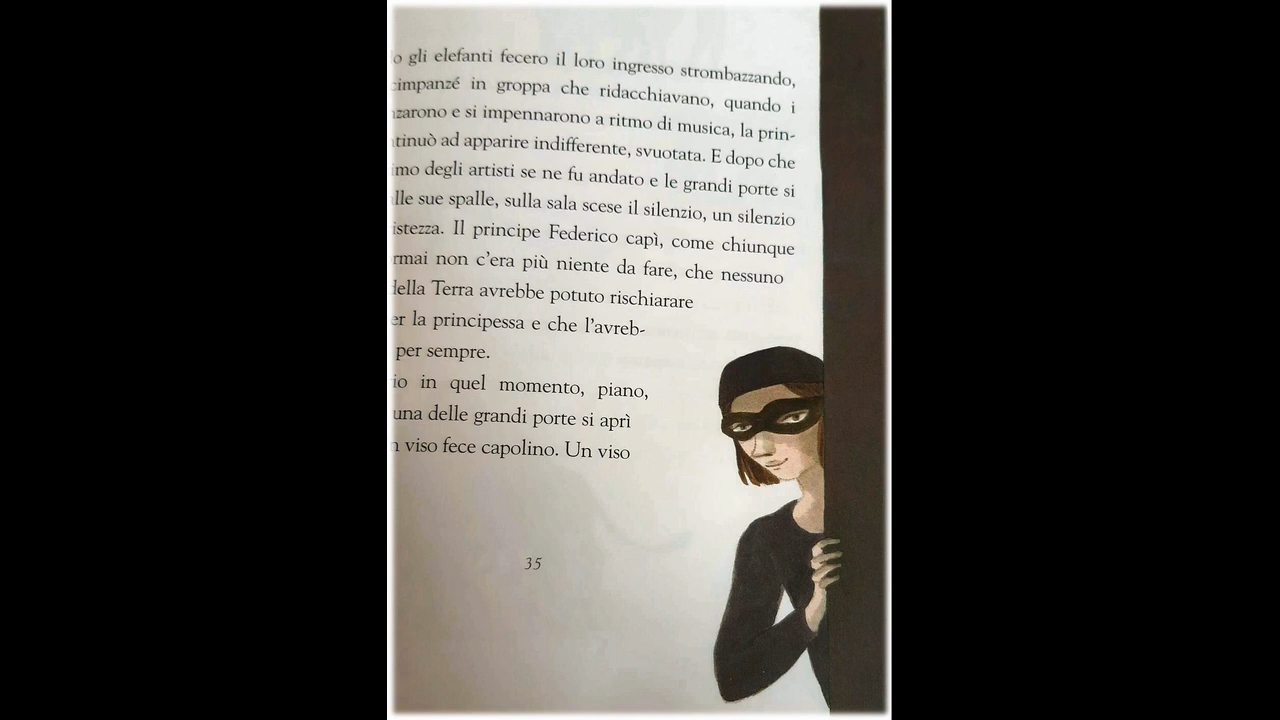 o gli elefanti fecero il loro ingresso strombazzando,
cimpanzé in groppa che ridacchiavano, quando i
nzarono e si impennarono a ritmo di musica, la prin-
ntinuò ad apparire indifferente, svuotata. E dopo che
imo degli artisti se ne fu andato e le grandi porte si
lle sue spalle, sulla sala scese il silenzio, un silenzio
istezza. Il principe Federico capì, come chiunque
rmai non c'era più niente da fare, che nessuno
della Terra avrebbe potuto rischiarare
er la principessa e che l'avreb-
per sempre.
io in quel momento, piano,
una delle grandi porte si aprì
n viso fece capolino. Un viso
35